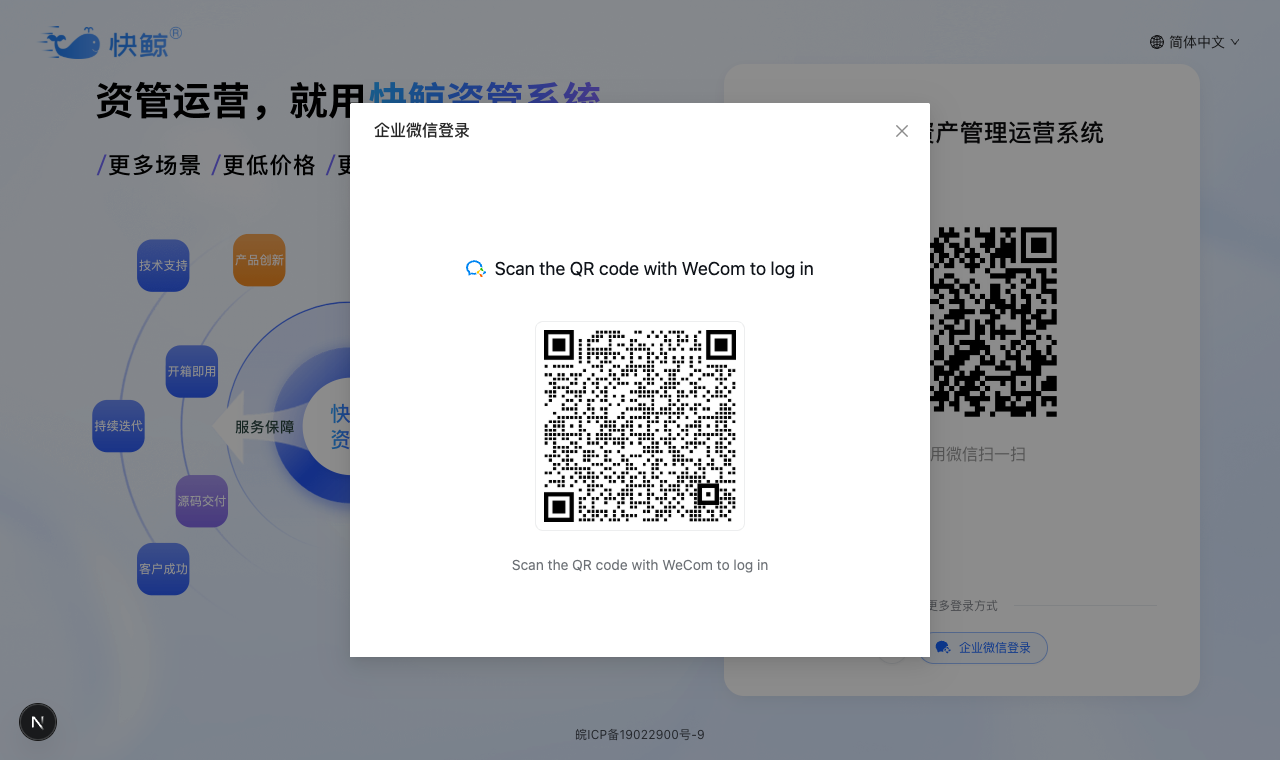 快鲸®
简体中文
资管运营，就用快鲸资管系统
/更多场景 /更低价格
企业微信登录
资产管理运营系统
Scan the QR code with WeCom to log in
技术支持
产品创新
开箱即用
持续迭代
服务保障
快
资
源码交付
客户成功
用微信扫一扫
Scan the QR code with WeCom to log in
更多登录方式
企业微信登录
N
皖ICP备19022900号-9